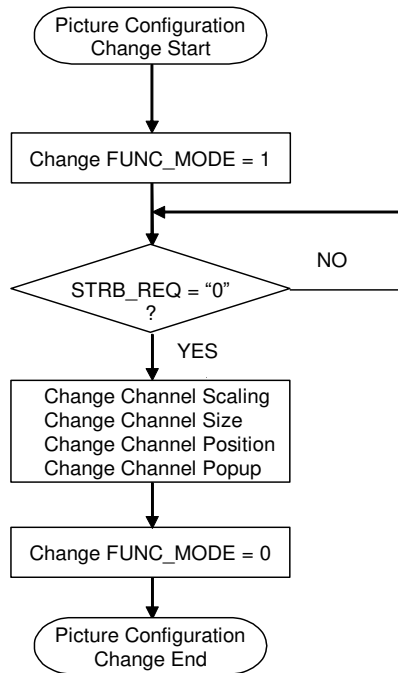 Picture Configuration
Change Start
Change FUNC_MODE = 1
NO
STRB_REQ = “0”
?
YES
Change Channel Scaling
Change Channel Size
Change Channel Position
Change Channel Popup
Change FUNC_MODE = 0
Picture Configuration
Change End